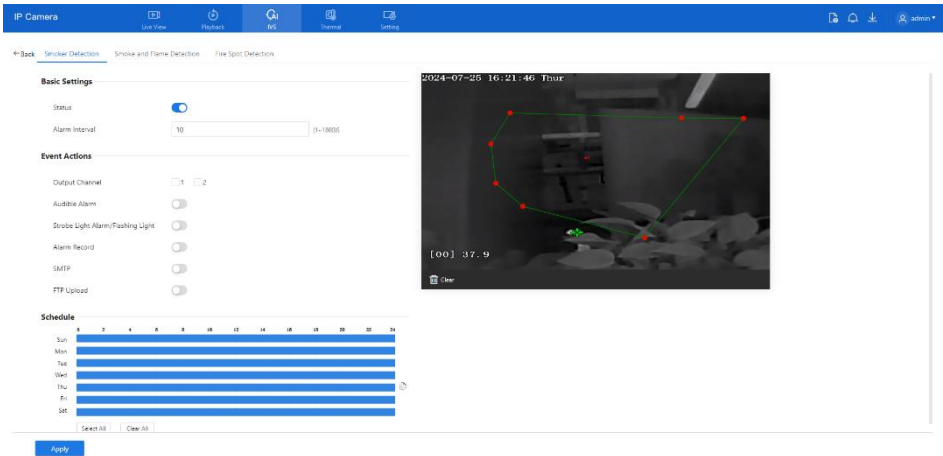 IP Camera
Live View Playback IVS Thermal Setting admin
Back Smoker Detection Smoke and Flame Detection Fire Spot Detection
Basic Settings
Status
Alarm Interval 10 (1~1800)S
Event Actions
Output Channel 1 2
Audible Alarm
Strobe Light Alarm/Flashing Light
Alarm Record
SMTP
FTP Upload
Schedule
0 2 4 6 8 10 12 14 16 18 20 22 24
Sun
Mon
Tue
Wed
Thu
Fri
Sat
Select All Clear All
Apply
2024-07-25 16:21:46 Thur
[00] 37.9
Clear